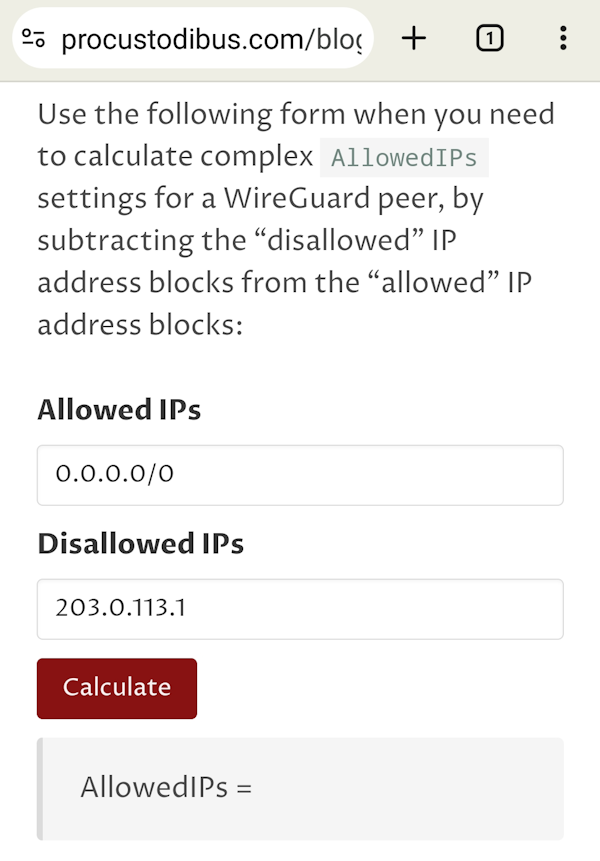 procustodibus.com/blog
1
Use the following form when you need
to calculate complex AllowedIPs
settings for a WireGuard peer, by
subtracting the “disallowed” IP
address blocks from the “allowed” IP
address blocks:
Allowed IPs
0.0.0.0/0
Disallowed IPs
203.0.113.1
Calculate
AllowedIPs =